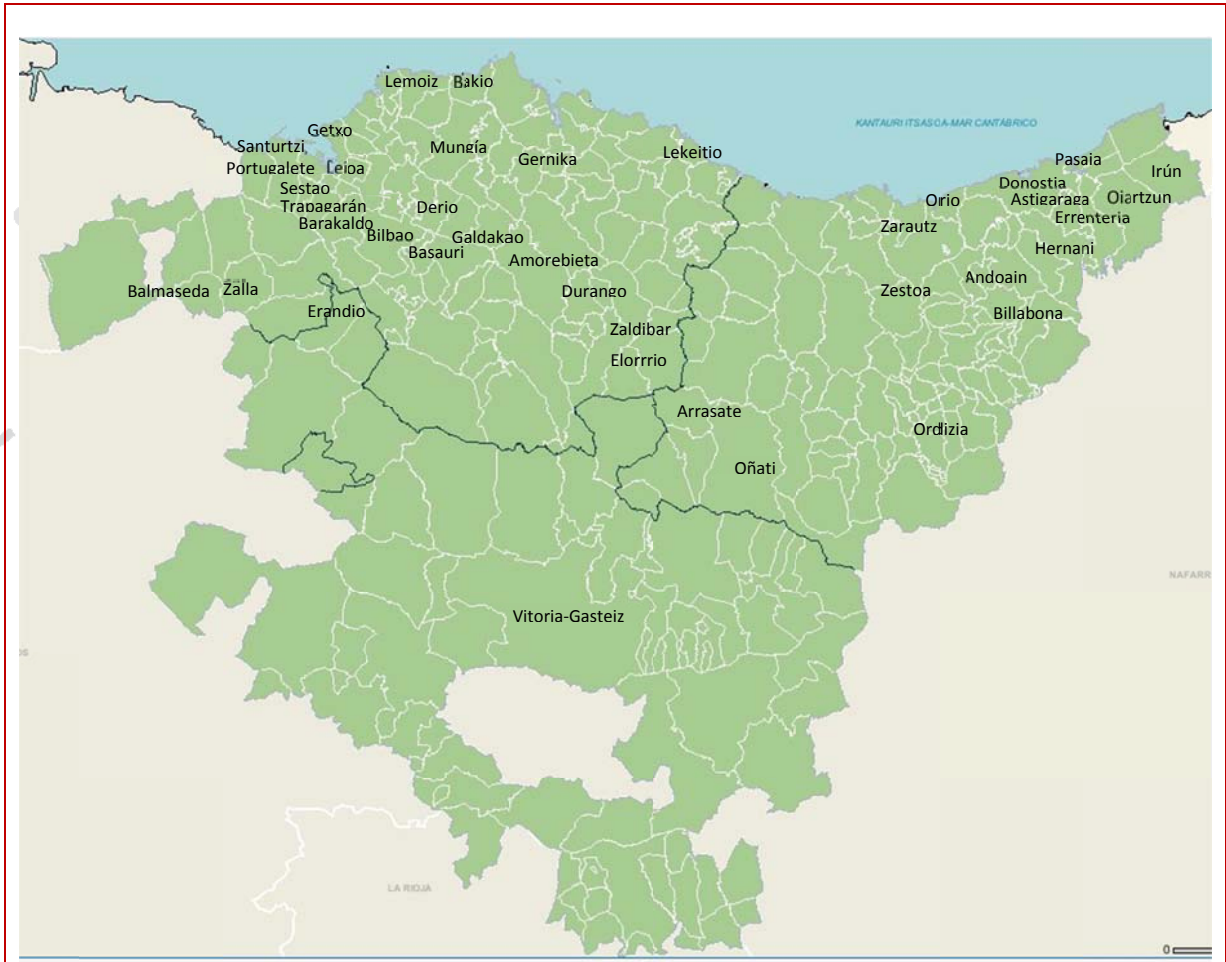 Lemoiz
Bakio
KANTAURI ITSASOA-MAR CANTÁBRICO
Getxo
Santurtzi
Mungía
Gernika
Lekeitio
Pasaia
Portugalete
Leioa
Irún
Sestao
Donostia
Trapagarán
Derio
Orio
Astigaraga
Oiartzun
Barakaldo
Errenteria
Bilbao
Galdakao
Zarautz
Basauri
Amorebieta
Hernani
Balmaseda
Zalla
Durango
Zestoa
Andoain
Erandio
Billabona
Zaldibar
Elorrrio
Arrasate
Ordizia
Oñati
NAFARR
Vitoria-Gasteiz
OS
LA RIOJA
0